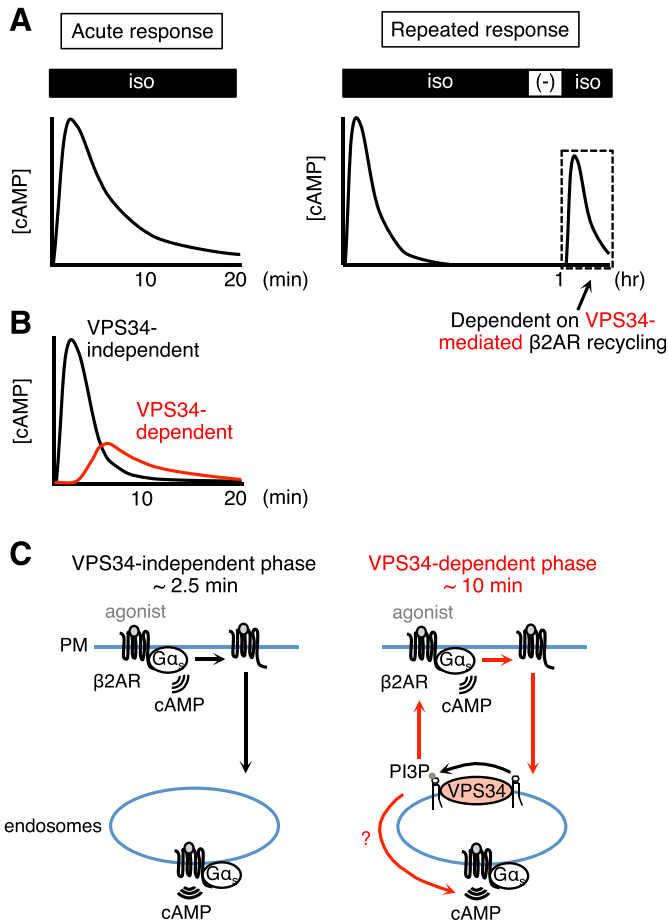 A
Acute response
Repeated response
iso
iso
(-)
iso
[cAMP]
10
20
(min)
[cAMP]
1
(hr)
Dependent on VPS34-
mediated β2AR recycling
B
VPS34-
independent
VPS34-
dependent
[cAMP]
10
20
(min)
C
VPS34-independent phase
~ 2.5 min
agonist
PM
Gαs
β2AR
cAMP
endosomes
Gαs
cAMP
VPS34-dependent phase
~ 10 min
agonist
Gαs
β2AR
cAMP
PI3P
VPS34
?
Gαs
cAMP